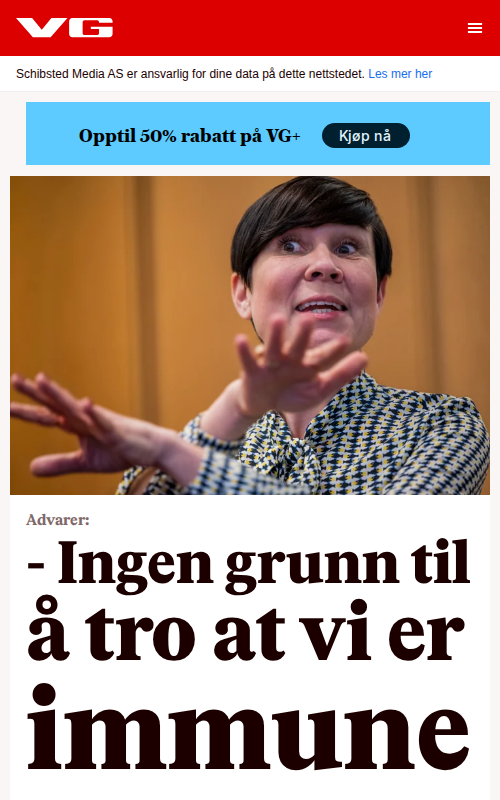 VG
Schibsted Media AS er ansvarlig for dine data på dette nettstedet. Les mer her
Opptil 50% rabatt på VG+ Kjøp nå
Advarer:
- Ingen grunn til
å tro at vi er
immune